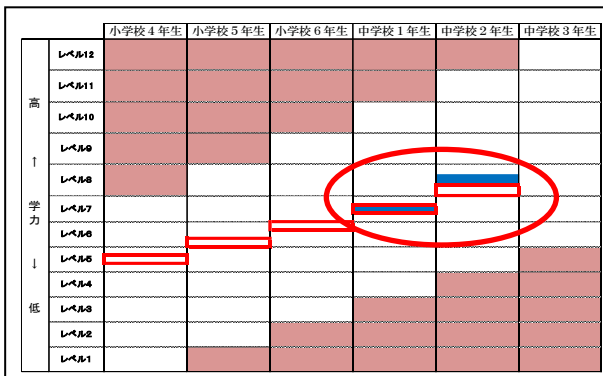 小学校4年生 小学校5年生 小学校6年生 中学校1年生 中学校2年生 中学校3年生
レベル12
レベル11
高 レベル10
レベル9
↑ レベル8
学 レベル7
力 レベル6
↓ レベル5
レベル4
低 レベル3
レベル2
レベル1